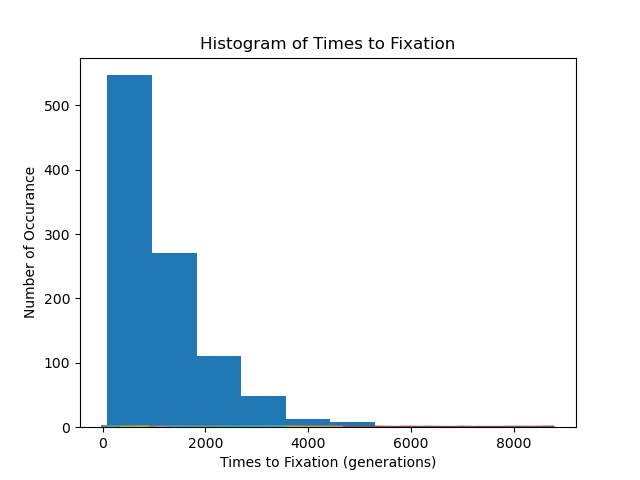 Histogram of Times to Fixation
Number of Occurance
500
400
300
200
100
0
0 2000 4000 6000 8000
Times to Fixation (generations)